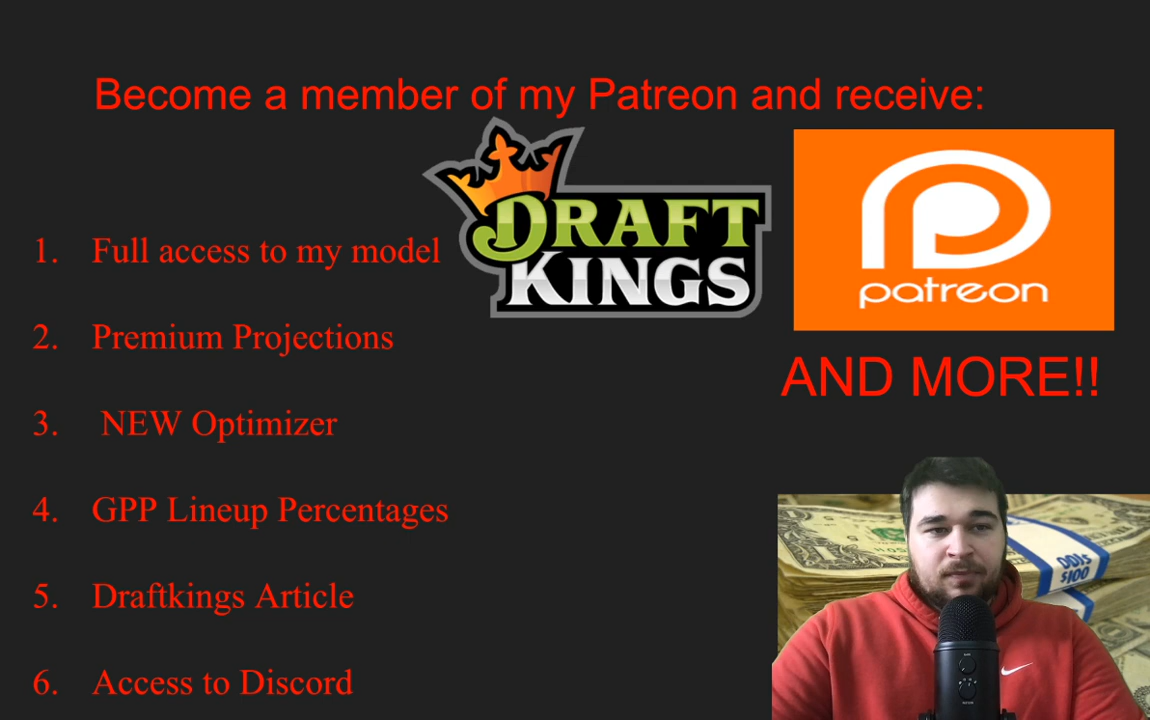 Become a member of my Patreon and receive:
DRAFT
KINGS
patreon
1. Full access to my model
2. Premium Projections
AND MORE!!
3. NEW Optimizer
4. GPP Lineup Percentages
$100
5. Draftkings Article
6. Access to Discord